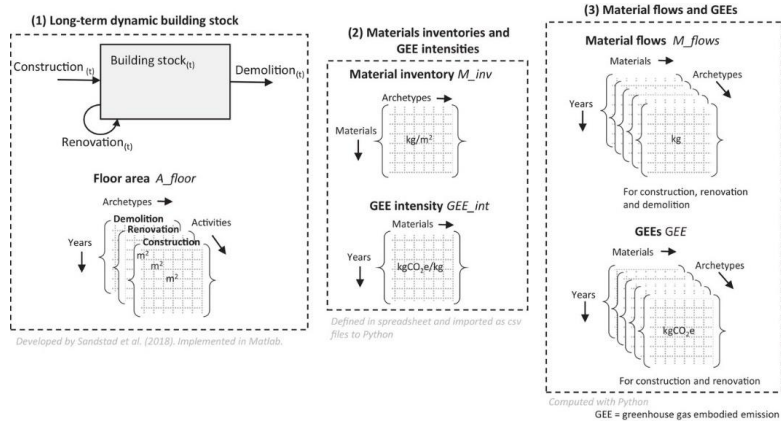 (1) Long-term dynamic building stock
Construction (t)
Building stock(t)
Demolition(t)
Renovation(t)
Floor area A_floor
Archetypes
Demolition
Renovation
Construction
Activities
Years
m²
m²
m²
Developed by Sandstad et al. (2018). Implemented in Matlab.
(2) Materials inventories and
GEE intensities
Material inventory M_inv
Archetypes
Materials
kg/m²
GEE intensity GEE_int
Materials
Years
kgCO₂e/kg
Defined in spreadsheet and imported as csv
files to Python
(3) Material flows and GEEs
Material flows M_flows
Materials
Archetypes
Years
kg
For construction, renovation
and demolition
GEEs GEE
Materials
Archetypes
Years
kgCO₂e
For construction and renovation
Computed with Python
GEE = greenhouse gas embodied emission